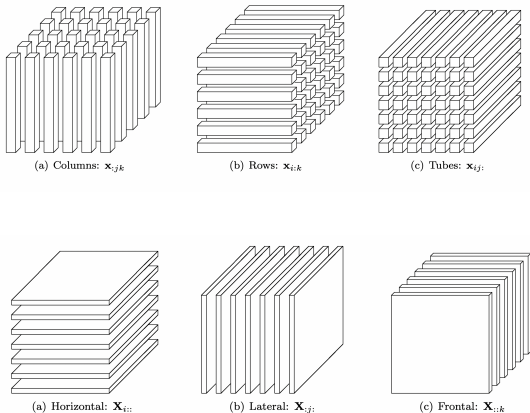 (a) Columns: x:jk
(b) Rows: xi:k
(c) Tubes: xij:
(a) Horizontal: Xi::
(b) Lateral: X:j:
(c) Frontal: X::k